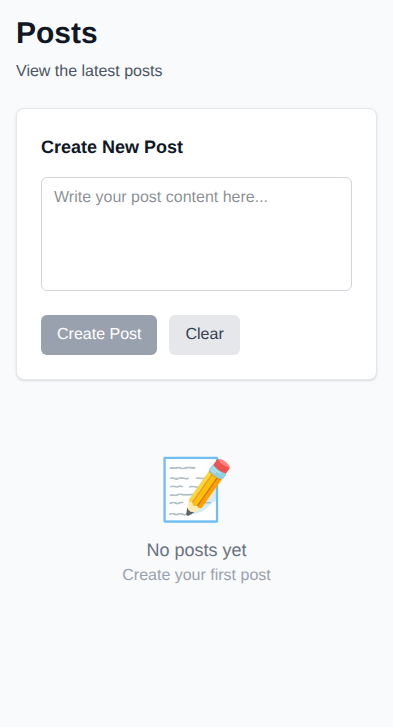 Posts
View the latest posts
Create New Post
Write your post content here...
Create Post
Clear
No posts yet
Create your first post